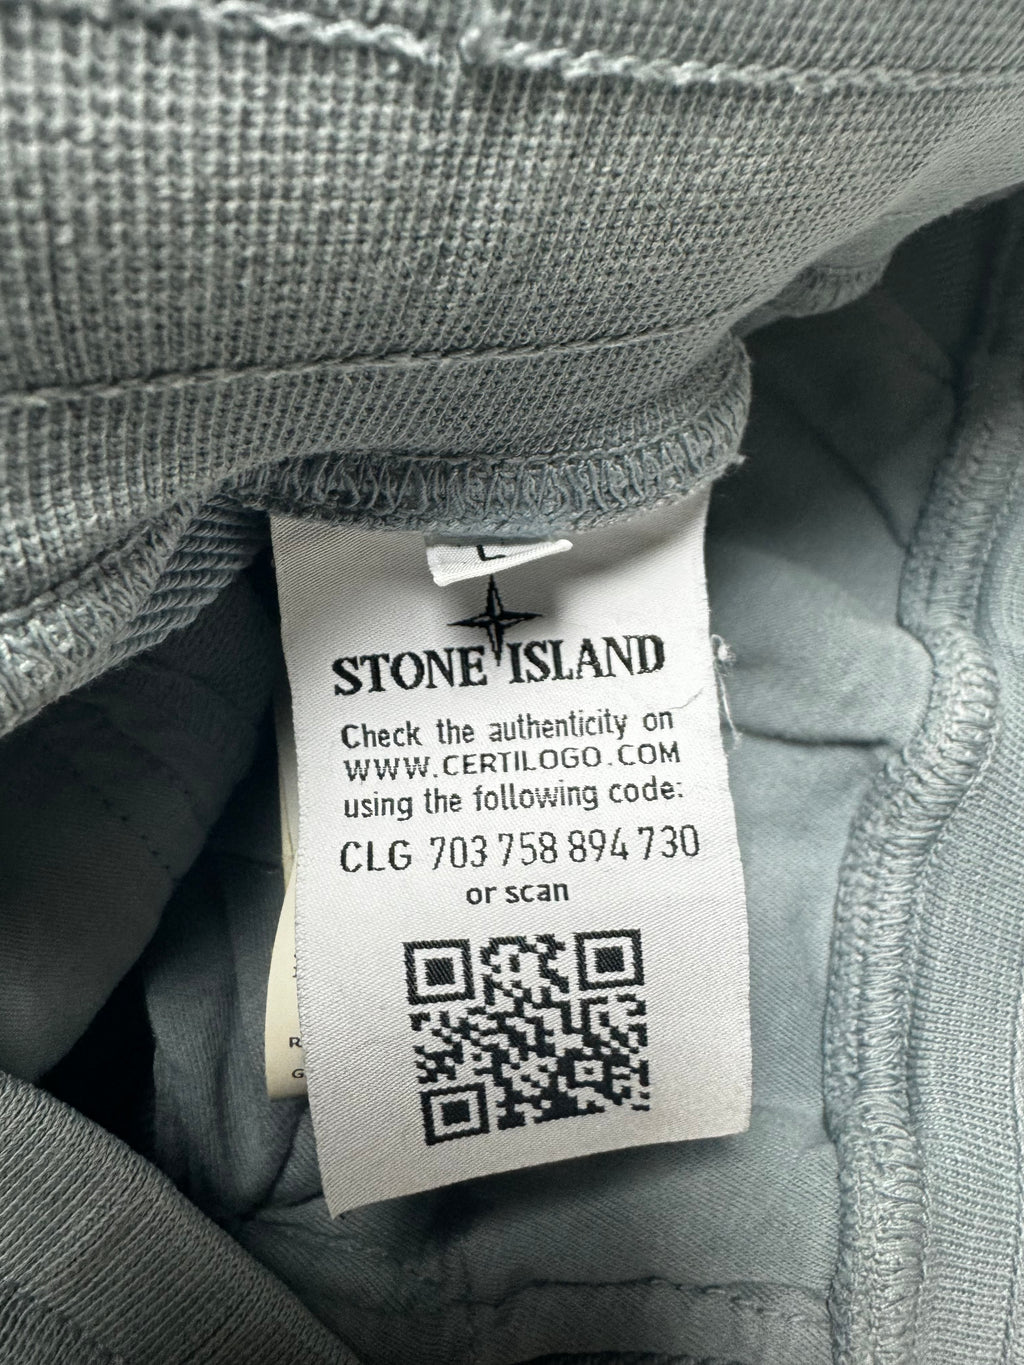 L
STONE ISLAND
Check the authenticity on
WWW.CERTILOGO.COM
using the following code:
CLG 703 758 894 730
or scan
R
G